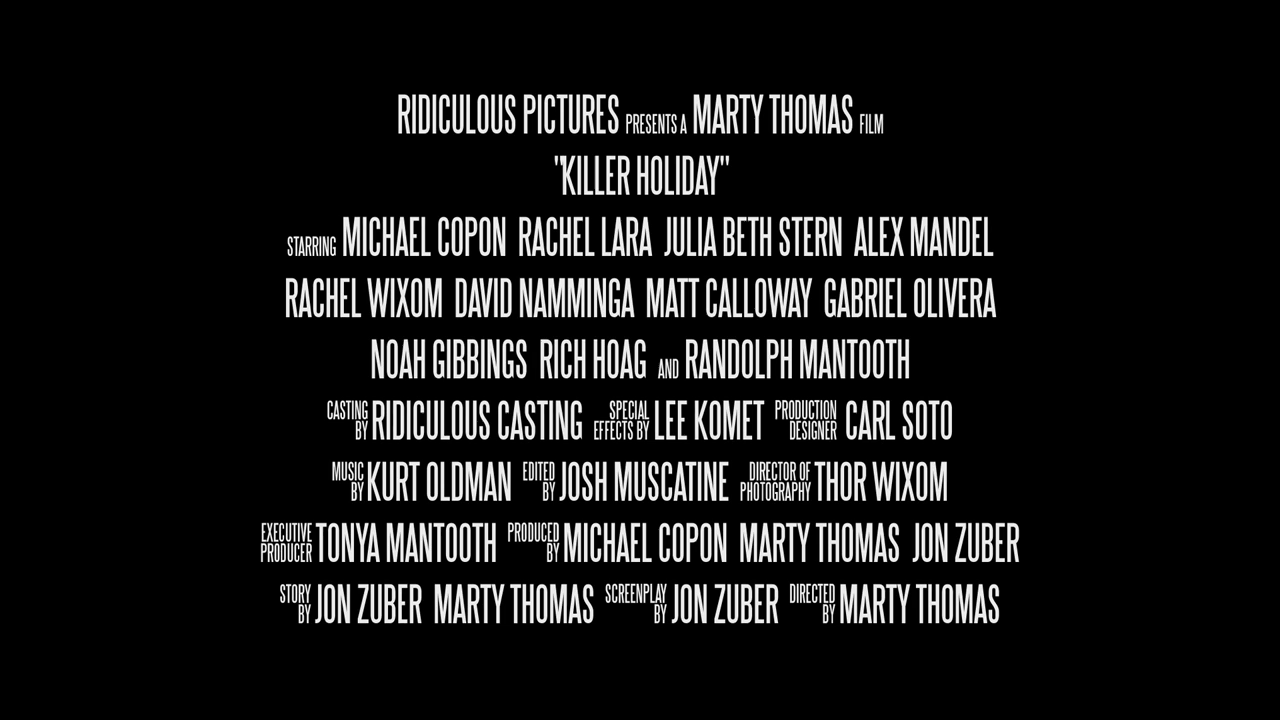 RIDICULOUS PICTURES PRESENTS A MARTY THOMAS FILM
"KILLER HOLIDAY"
STARRING MICHAEL COPON RACHEL LARA JULIA BETH STERN ALEX MANDEL
RACHEL WIXOM DAVID NAMMINGA MATT CALLOWAY GABRIEL OLIVERA
NOAH GIBBINGS RICH HOAG AND RANDOLPH MANTOOTH
CASTING BY RIDICULOUS CASTING SPECIAL EFFECTS BY LEE KOMET PRODUCTION DESIGNER CARL SOTO
MUSIC BY KURT OLDMAN EDITED BY JOSH MUSCATINE DIRECTOR OF PHOTOGRAPHY THOR WIXOM
EXECUTIVE PRODUCER TONYA MANTOOTH PRODUCED BY MICHAEL COPON MARTY THOMAS JON ZUBER
STORY BY JON ZUBER MARTY THOMAS SCREENPLAY BY JON ZUBER DIRECTED BY MARTY THOMAS